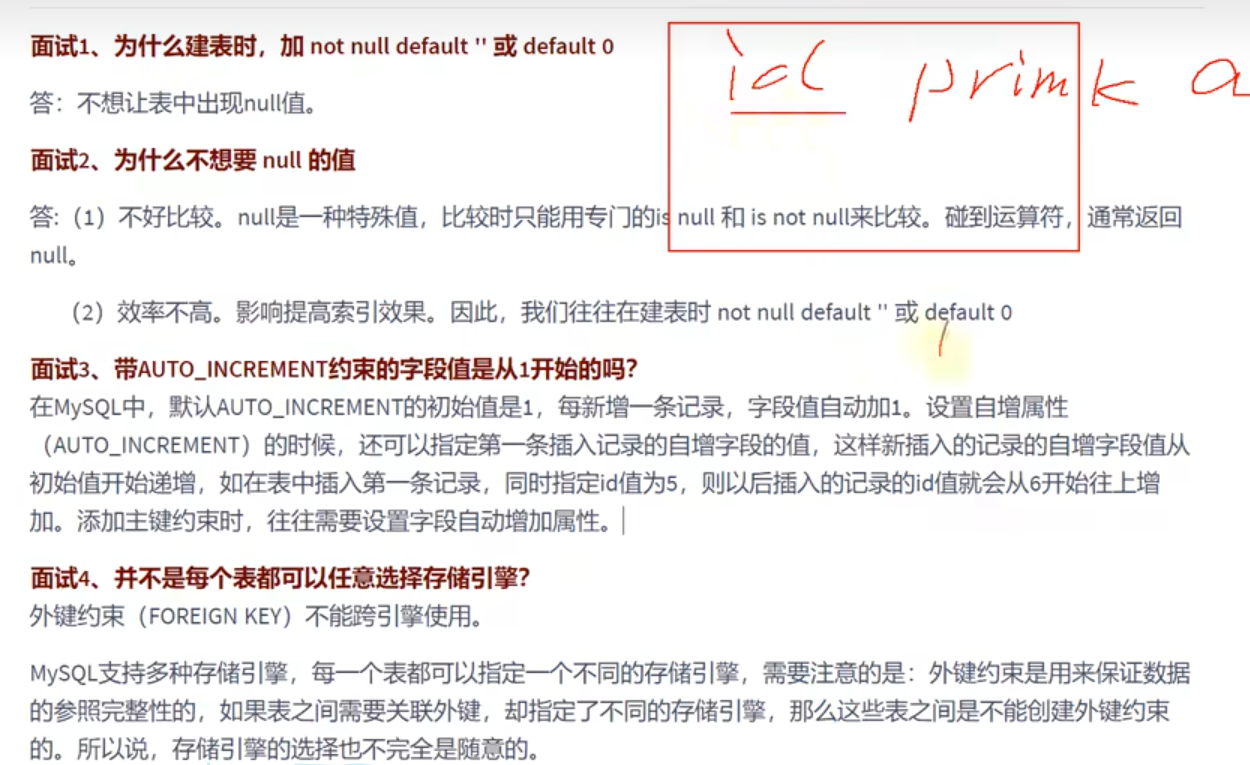 面试1、为什么建表时，加 not null default '' 或 default 0
id primk a
答：不想让表中出现null值。
面试2、为什么不想要 null 的值
答:（1）不好比较。null是一种特殊值，比较时只能用专门的is null 和 is not null来比较。碰到运算符，通常返回
null。
（2）效率不高。影响提高索引效果。因此，我们往往在建表时 not null default '' 或 default 0
面试3、带AUTO_INCREMENT约束的字段值是从1开始的吗？
在MySQL中，默认AUTO_INCREMENT的初始值是1，每新增一条记录，字段值自动加1。设置自增属性
（AUTO_INCREMENT）的时候，还可以指定第一条插入记录的自增字段的值，这样新插入的记录的自增字段值从
初始值开始递增，如在表中插入第一条记录，同时指定id值为5，则以后插入的记录的id值就会从6开始往上增
加。添加主键约束时，往往需要设置字段自动增加属性。
面试4、并不是每个表都可以任意选择存储引擎？
外键约束（FOREIGN KEY）不能跨引擎使用。
MySQL支持多种存储引擎，每一个表都可以指定一个不同的存储引擎，需要注意的是：外键约束是用来保证数据
的参照完整性的，如果表之间需要关联外键，却指定了不同的存储引擎，那么这些表之间是不能创建外键约束
的。所以说，存储引擎的选择也不完全是随意的。